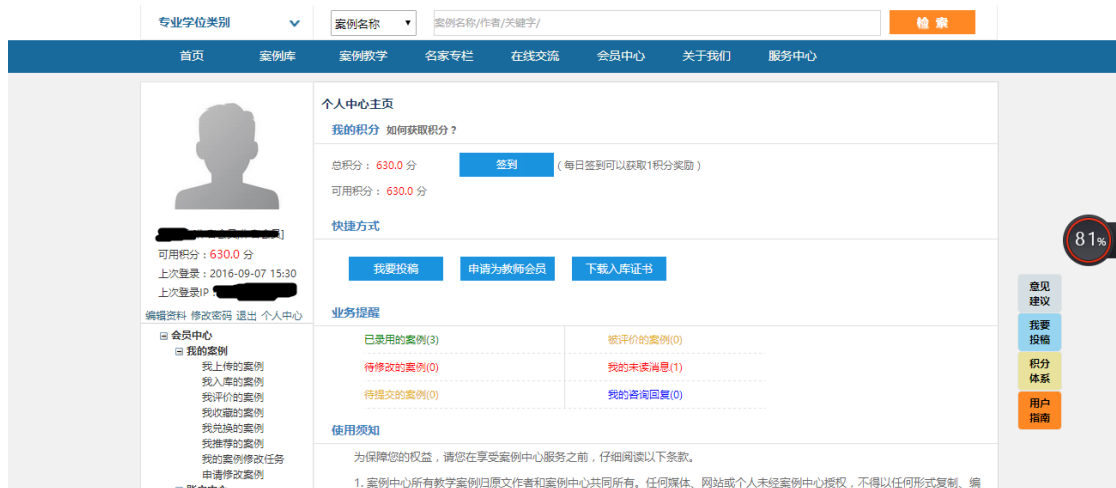 专业学位类别
案例名称
案例名称/作者/关键字/
检 索
首页 案例库 案例教学 名家专栏 在线交流 会员中心 关于我们 服务中心
个人中心主页
我的积分 如何获取积分？
总积分： 630.0 分 签到 （每日签到可以获取1积分奖励）
可用积分： 630.0 分
快捷方式
我要投稿 申请为教师会员 下载入库证书
业务提醒
已录用的案例(3) 被评价的案例(0)
待修改的案例(0) 我的未读消息(1)
待提交的案例(0) 我的咨询回复(0)
使用须知
为保障您的权益，请您在享受案例中心服务之前，仔细阅读以下条款。
1. 案例中心所有教学案例归原文作者和案例中心共同所有。任何媒体、网站或个人未经案例中心授权，不得以任何形式复制、编
可用积分：630.0 分
上次登录：2016-09-07 15:30
上次登录IP：
编辑资料 修改密码 退出 个人中心
会员中心
我的案例
我上传的案例
我入库的案例
我评价的案例
我收藏的案例
我兑换的案例
我推荐的案例
我的案例修改任务
申请修改案例
81%
意见
建议
我要
投稿
积分
体系
用户
指南